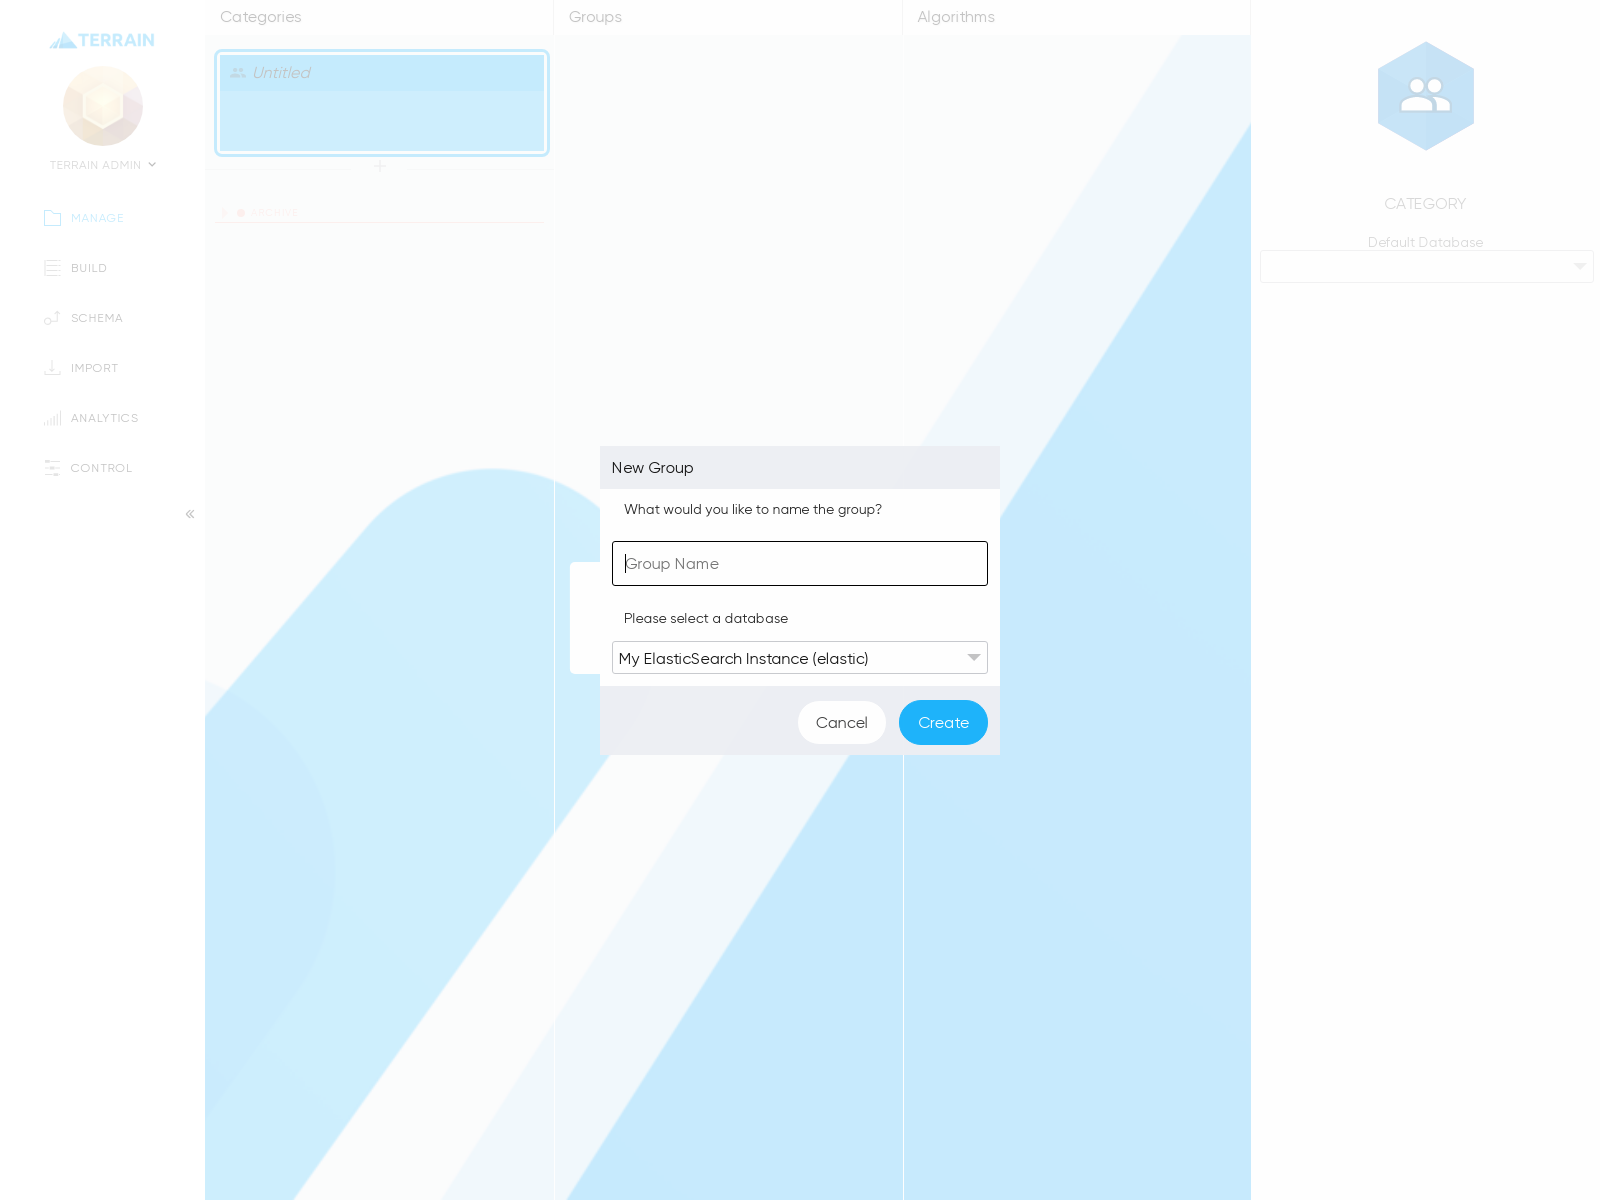 TERRAIN
TERRAIN ADMIN
MANAGE
BUILD
SCHEMA
IMPORT
ANALYTICS
CONTROL
Categories
Groups
Algorithms
Untitled
ARCHIVE
New Group
What would you like to name the group?
Group Name
Please select a database
My ElasticSearch Instance (elastic)
Cancel
Create
CATEGORY
Default Database